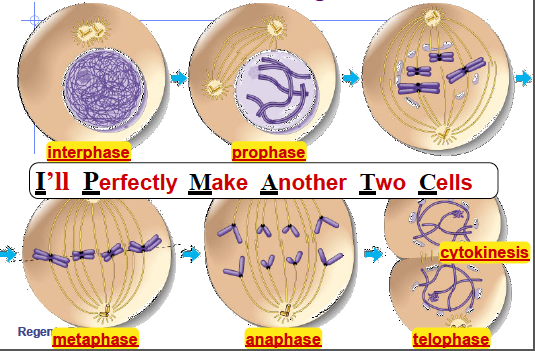 interphase
prophase
I'll Perfectly Make Another Two Cells
cytokinesis
metaphase
anaphase
telophase